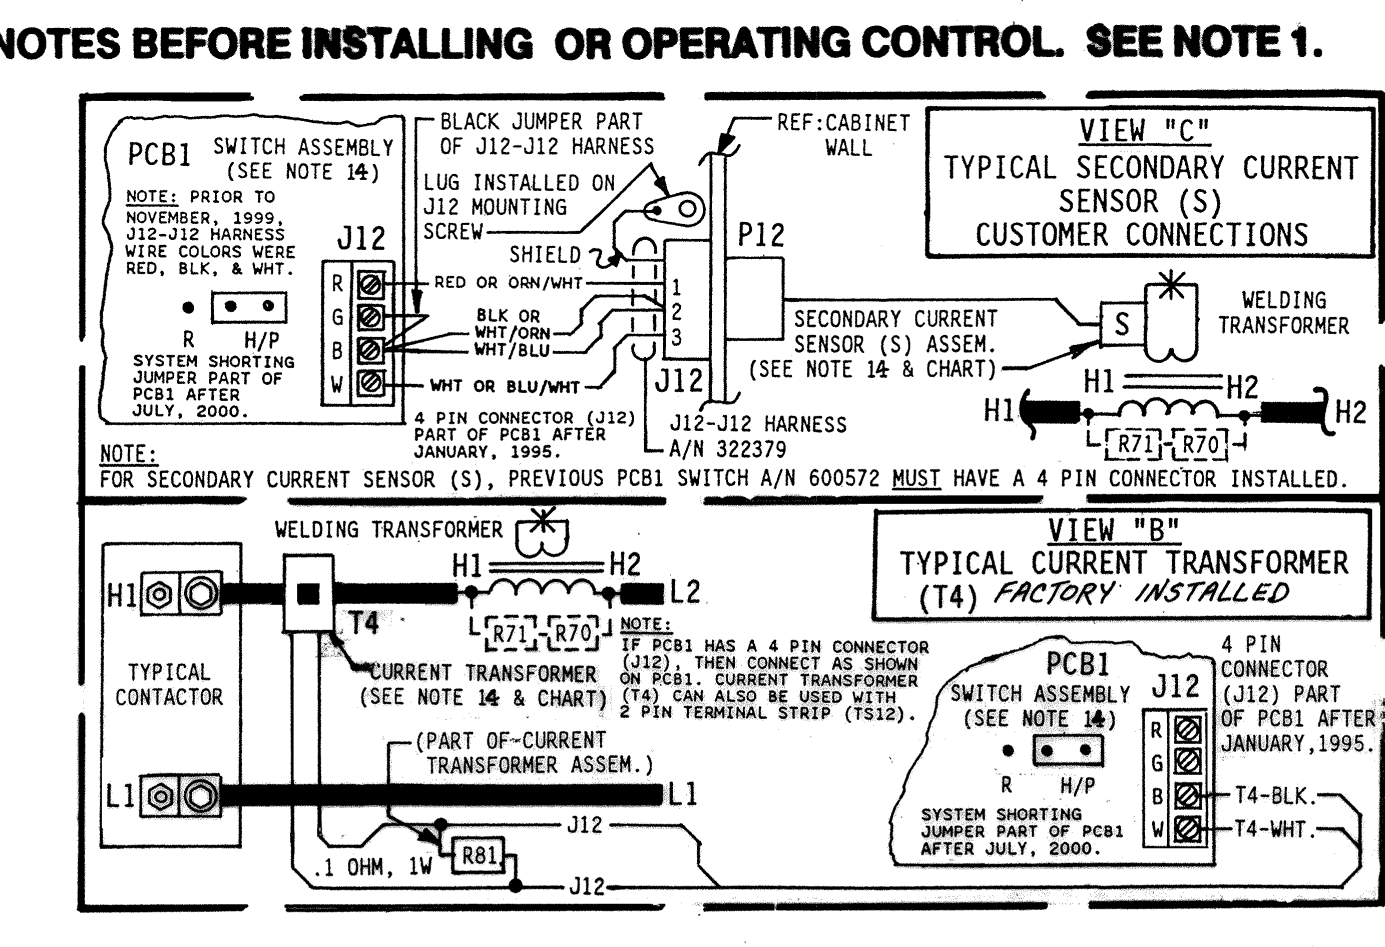 NOTES BEFORE INSTALLING OR OPERATING CONTROL. SEE NOTE 1.
PCB1
SWITCH ASSEMBLY
(SEE NOTE 14)
NOTE: PRIOR TO
NOVEMBER, 1999,
J12-J12 HARNESS
WIRE COLORS WERE
RED, BLK, & WHT.
R
H/P
SYSTEM SHORTING
JUMPER PART OF
PCB1 AFTER
JULY, 2000.
J12
R
G
B
W
BLACK JUMPER PART
OF J12-J12 HARNESS
LUG INSTALLED ON
J12 MOUNTING
SCREW
SHIELD
RED OR ORN/WHT
BLK OR
WHT/ORN
WHT/BLU
WHT OR BLU/WHT
1
2
3
J12
4 PIN CONNECTOR (J12)
PART OF PCB1 AFTER
JANUARY, 1995.
J12-J12 HARNESS
A/N 322379
REF:CABINET
WALL
P12
VIEW "C"
TYPICAL SECONDARY CURRENT
SENSOR (S)
CUSTOMER CONNECTIONS
SECONDARY CURRENT
SENSOR (S) ASSEM.
(SEE NOTE 14 & CHART)
S
WELDING
TRANSFORMER
H1
H2
H1
H2
R71
R70
NOTE:
FOR SECONDARY CURRENT SENSOR (S), PREVIOUS PCB1 SWITCH A/N 600572 MUST HAVE A 4 PIN CONNECTOR INSTALLED.
WELDING TRANSFORMER
H1
H2
H1
L2
T4
R71
R70
TYPICAL
CONTACTOR
CURRENT TRANSFORMER
(SEE NOTE 14 & CHART)
NOTE:
IF PCB1 HAS A 4 PIN CONNECTOR
(J12), THEN CONNECT AS SHOWN
ON PCB1. CURRENT TRANSFORMER
(T4) CAN ALSO BE USED WITH
2 PIN TERMINAL STRIP (TS12).
(PART OF CURRENT
TRANSFORMER ASSEM.)
L1
L1
J12
R81
.1 OHM, 1W
J12
VIEW "B"
TYPICAL CURRENT TRANSFORMER
(T4) FACTORY INSTALLED
PCB1
SWITCH ASSEMBLY
(SEE NOTE 14)
R
H/P
SYSTEM SHORTING
JUMPER PART OF PCB1
AFTER JULY, 2000.
J12
R
G
B
W
4 PIN
CONNECTOR
(J12) PART
OF PCB1 AFTER
JANUARY,1995.
T4-BLK.
T4-WHT.